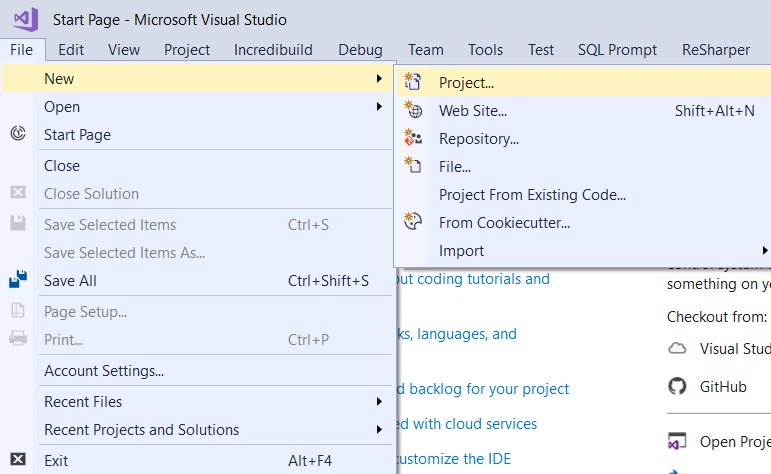 Start Page - Microsoft Visual Studio
File Edit View Project Incredibuild Debug Team Tools Test SQL Prompt ReSharper
New
Open
Start Page
Close
Close Solution
Save Selected Items Ctrl+S
Save Selected Items As...
Save All Ctrl+Shift+S
Page Setup...
Print... Ctrl+P
Account Settings...
Recent Files
Recent Projects and Solutions
Exit Alt+F4
Project...
Web Site... Shift+Alt+N
Repository...
File...
Project From Existing Code...
From Cookiecutter...
Import
out coding tutorials and
ks, languages, and
d backlog for your project
ed with cloud services
customize the IDE
something on yo
Checkout from:
Visual Stud
GitHub
Open Proje